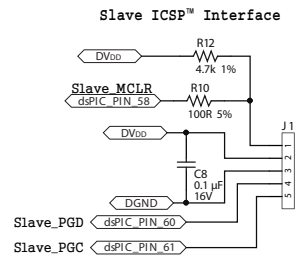 Slave ICSP™ Interface
R12
DVDD
4.7k 1%
Slave_MCLR
R10
dsPIC_PIN_58
100R 5%
J1
DVDD
1
2
C8
3
0.1 µF
4
16V
5
DGND
Slave_PGD dsPIC_PIN_60
Slave_PGC dsPIC_PIN_61